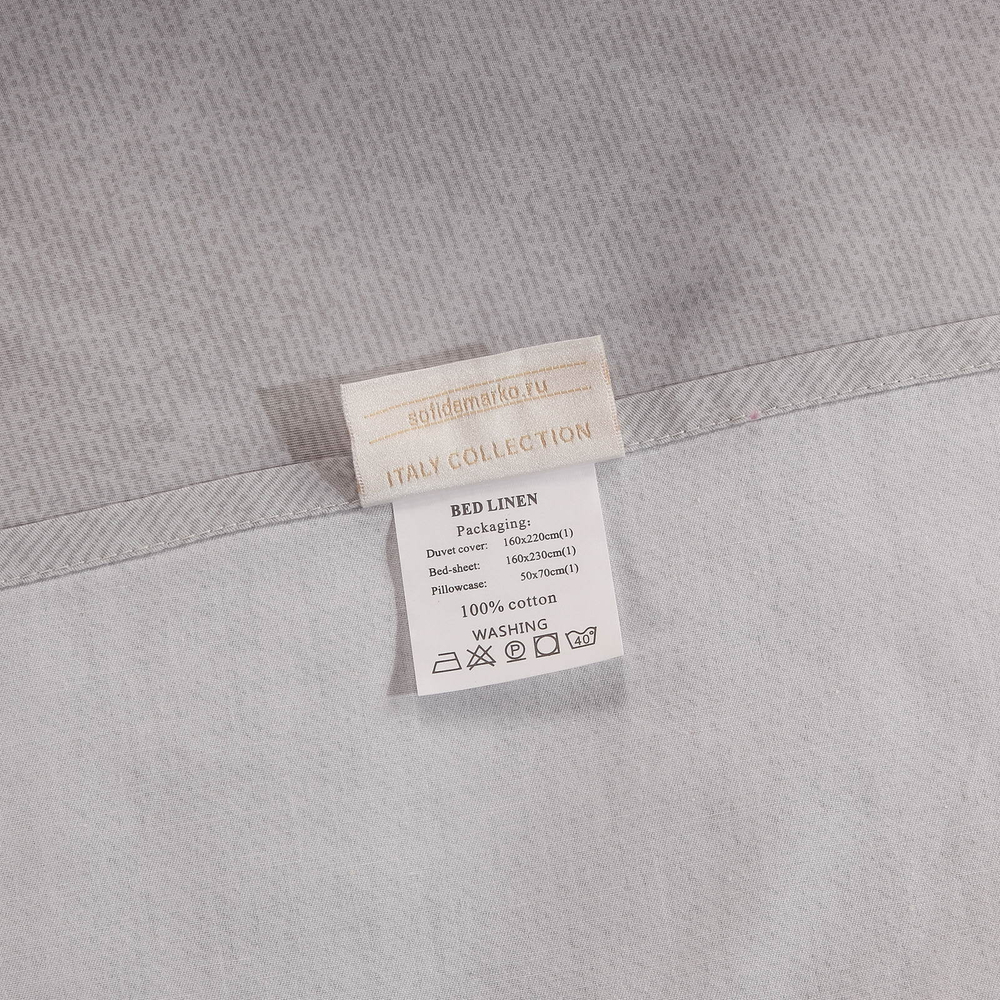 sofidemarko.ru
ITALY COLLECTION
BED LINEN
Packaging:
Duvet cover: 160x220cm(1)
Bed-sheet: 160x230cm(1)
Pillowcase: 50x70cm(1)
100% cotton
WASHING
P 40°